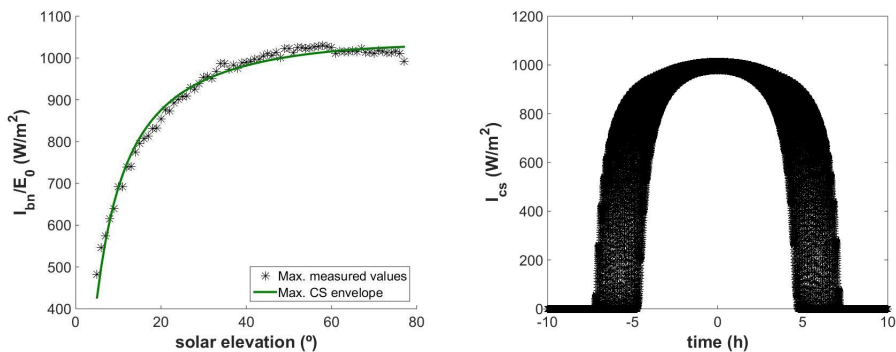 1100
1000
900
800
700
600
500
400
I_bn/E_0 (W/m²)
Max. measured values
Max. CS envelope
0 20 40 60 80
solar elevation (º)
1200
1000
800
600
400
200
0
I_cs (W/m²)
-10 -5 0 5 10
time (h)